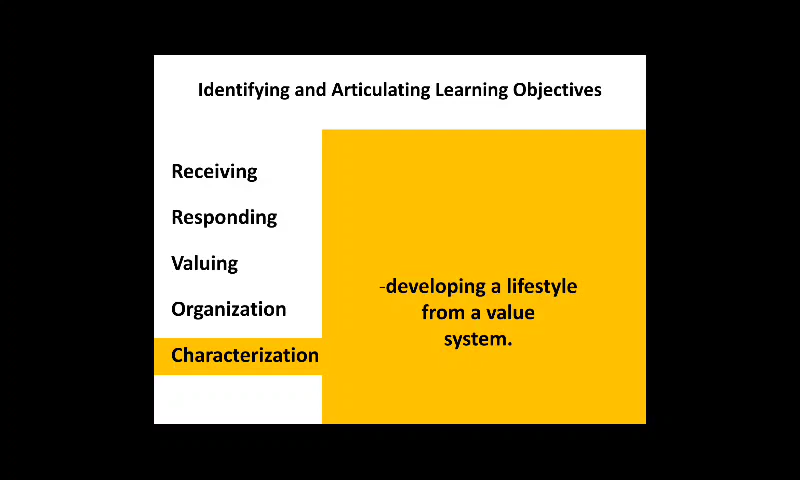 Identifying and Articulating Learning Objectives
Receiving
Responding
Valuing
Organization
Characterization
-developing a lifestyle
from a value
system.